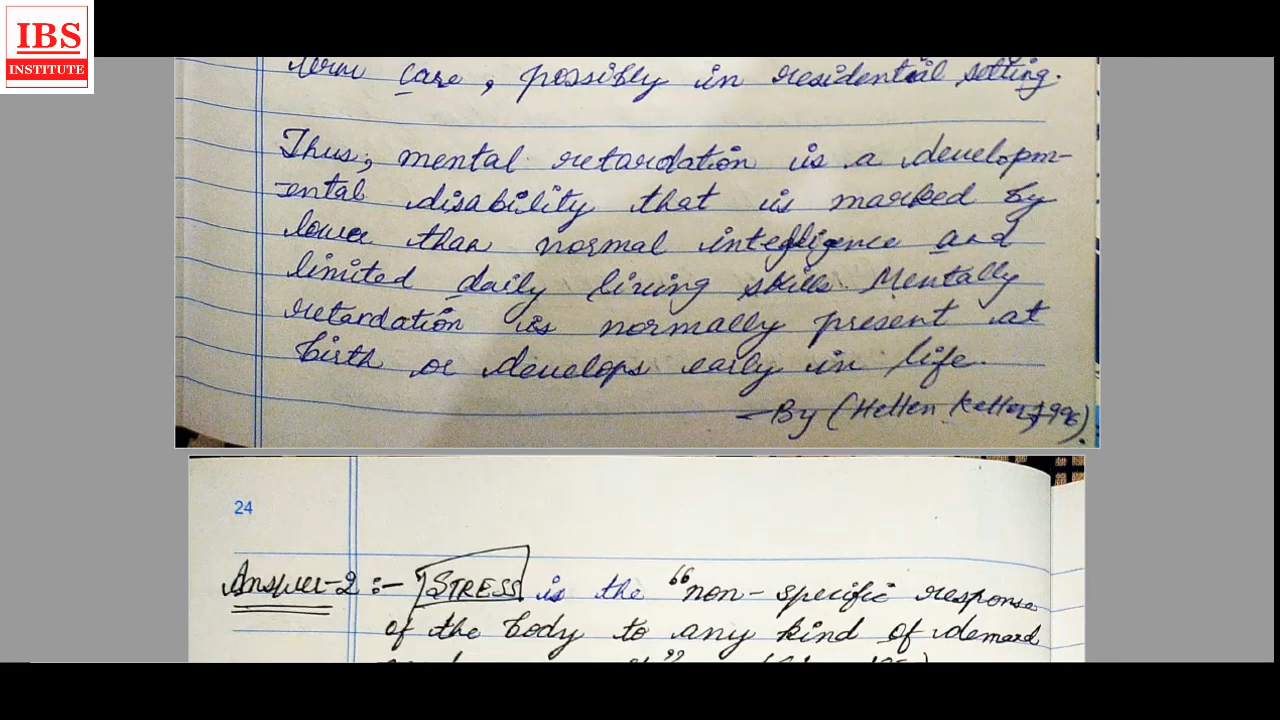 IBS
INSTITUTE
term care, possibly in residential setting.
Thus, mental retardation is a developm-
-ental disability that is marked by
lower than normal intelligence and
limited daily living skills. Mentally
retardation is normally present at
birth or develops early in life.
—By (Hellen Keller, 1996).
24
Answer-2 :- STRESS is the "non-specific response
of the body to any kind of demand